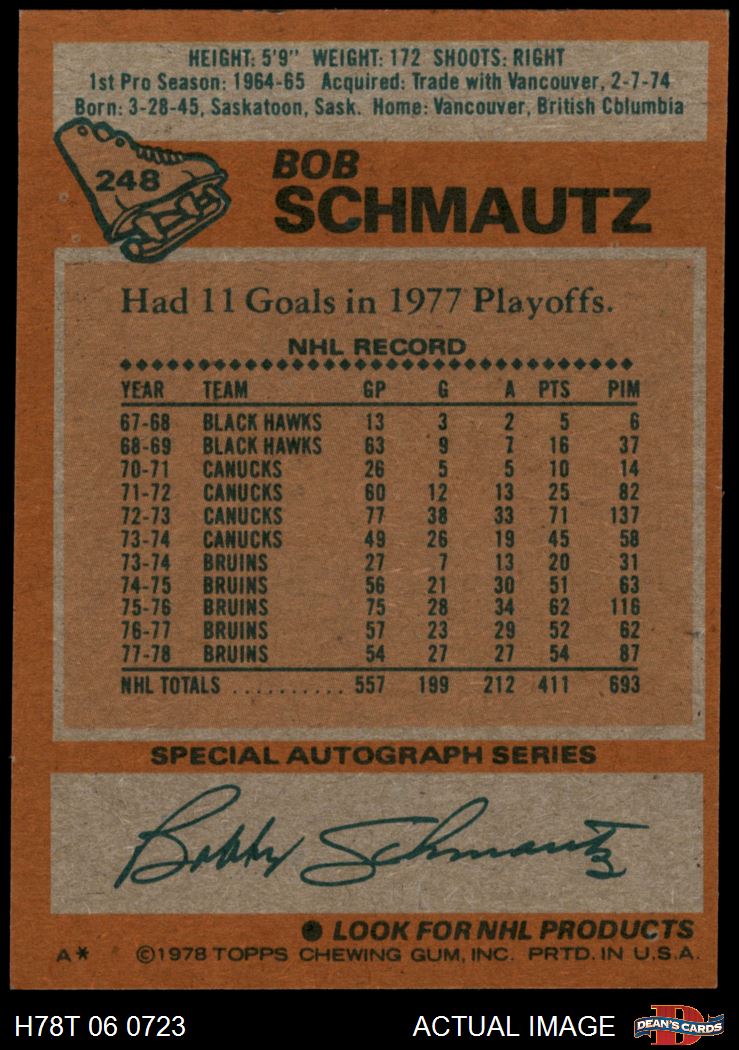 HEIGHT: 5'9" WEIGHT: 172 SHOOTS: RIGHT
1st Pro Season: 1964-65 Acquired: Trade with Vancouver, 2-7-74
Born: 3-28-45, Saskatoon, Sask. Home: Vancouver, British Columbia
248
BOB
SCHMAUTZ
Had 11 Goals in 1977 Playoffs.
NHL RECORD
YEAR TEAM GP G A PTS PIM
67-68 BLACK HAWKS 13 3 2 5 6
68-69 BLACK HAWKS 63 9 7 16 37
70-71 CANUCKS 26 5 5 10 14
71-72 CANUCKS 60 12 13 25 82
72-73 CANUCKS 77 38 33 71 137
73-74 CANUCKS 49 26 19 45 58
73-74 BRUINS 27 7 13 20 31
74-75 BRUINS 56 21 30 51 63
75-76 BRUINS 75 28 34 62 116
76-77 BRUINS 57 23 29 52 62
77-78 BRUINS 54 27 27 54 87
NHL TOTALS .......... 557 199 212 411 693
SPECIAL AUTOGRAPH SERIES
Bobby Schmautz
● LOOK FOR NHL PRODUCTS
A* ©1978 TOPPS CHEWING GUM, INC. PRTD. IN U.S.A.
H78T 06 0723 ACTUAL IMAGE D DEAN'S CARDS